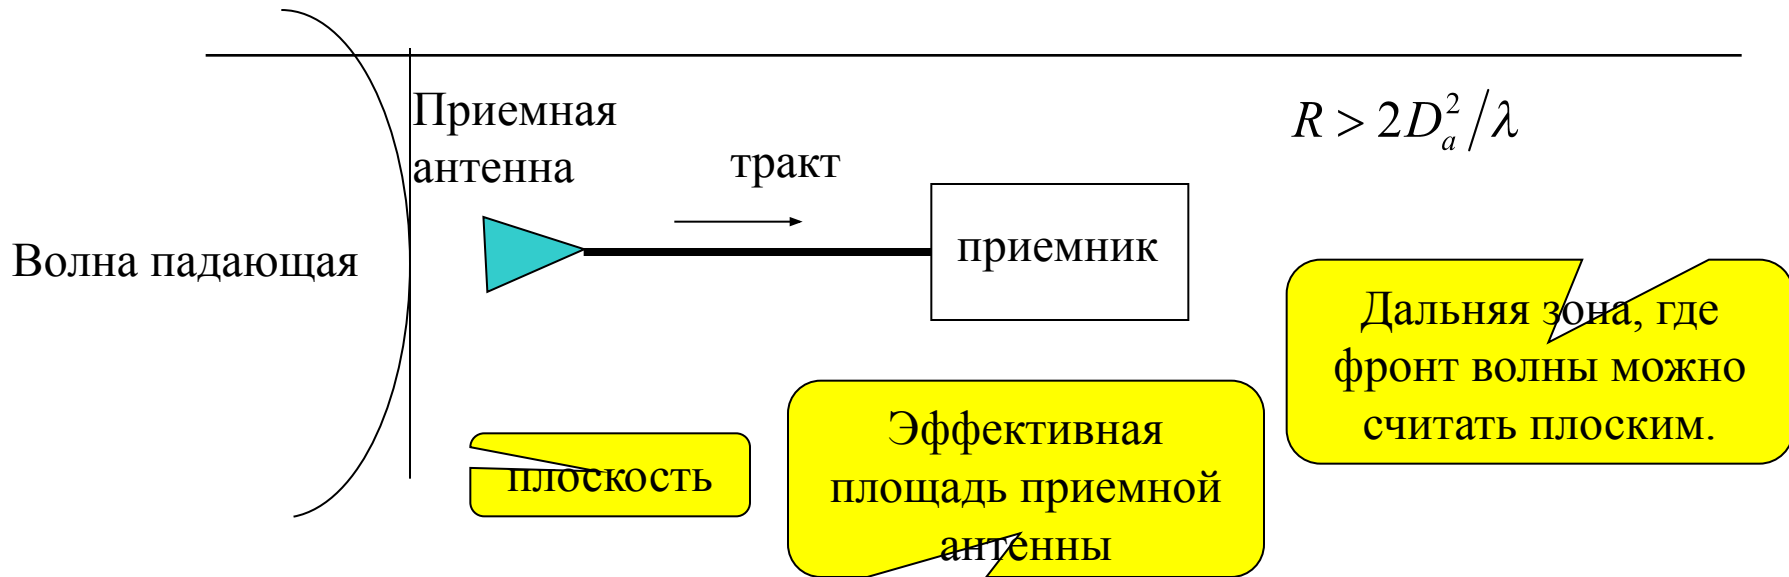 Приемная
антенна
тракт
R > 2D_a^2/λ
Волна падающая
приемник
Дальняя зона, где
фронт волны можно
считать плоским.
плоскость
Эффективная
площадь приемной
антенны